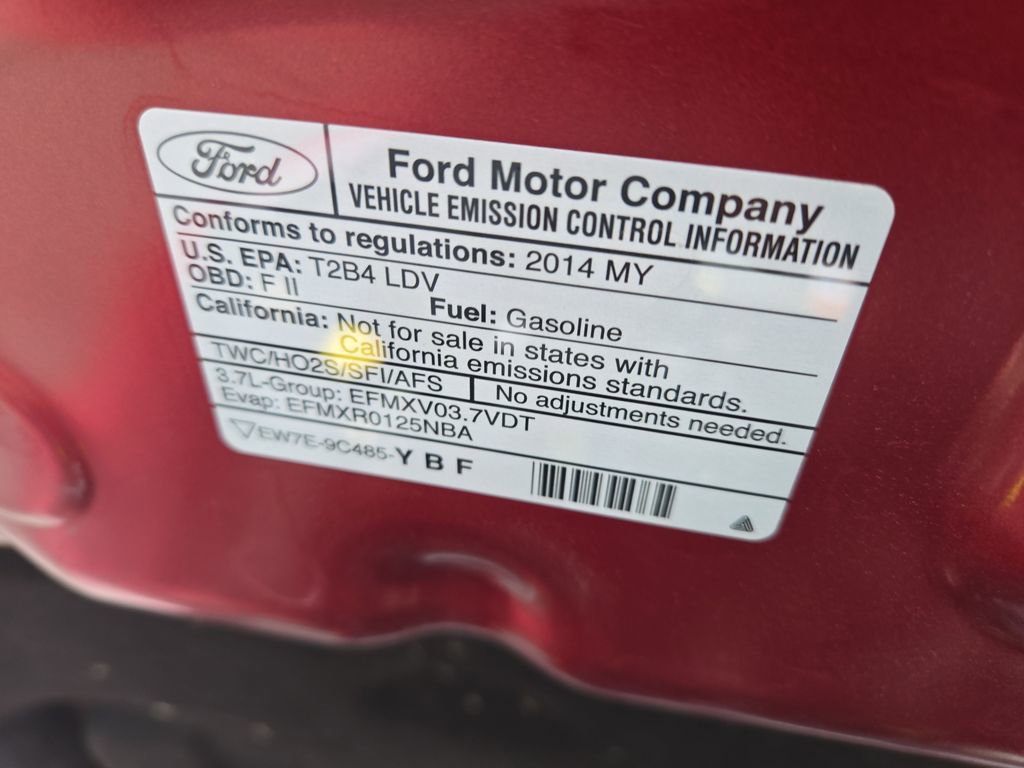 Ford
Ford Motor Company
VEHICLE EMISSION CONTROL INFORMATION
Conforms to regulations: 2014 MY
U.S. EPA: T2B4 LDV
OBD: F II
Fuel: Gasoline
California: Not for sale in states with
California emissions standards.
TWC/HO2S/SFI/AFS
No adjustments needed.
3.7L-Group: EFMXV03.7VDT
Evap: EFMXR0125NBA
EW7E-9C485-Y B F